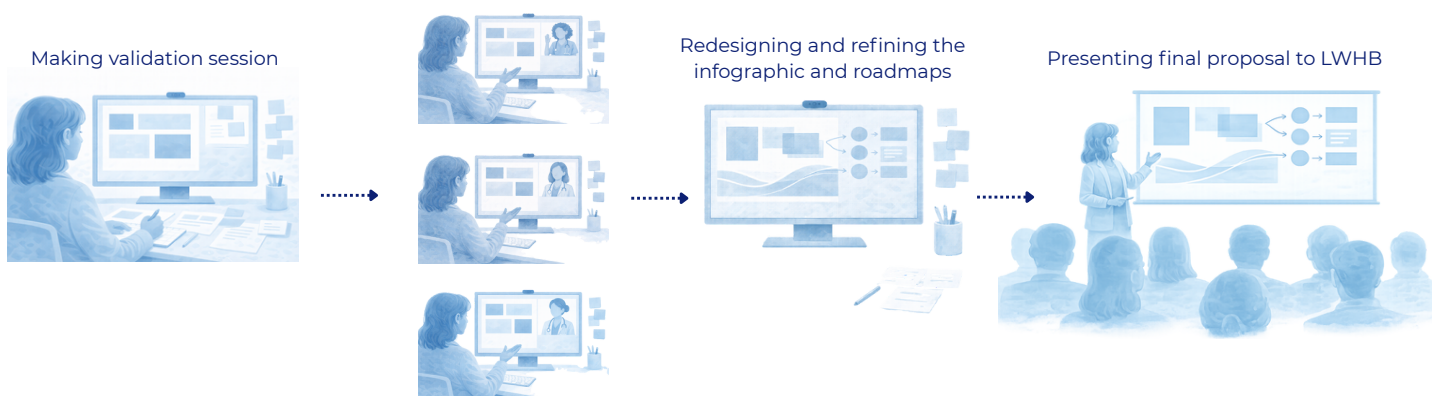 Making validation session
Redesigning and refining the
infographic and roadmaps
Presenting final proposal to LWHB